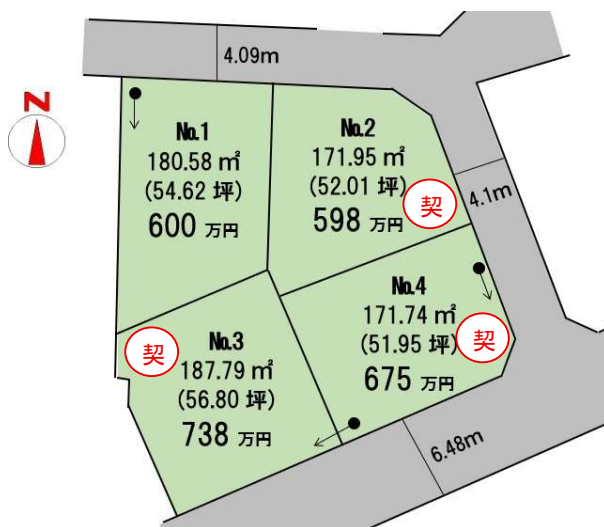 4.09m
N
No.1
180.58 ㎡
(54.62 坪)
600 万円
No.2
171.95 ㎡
(52.01 坪)
598 万円
契
4.1m
No.3
187.79 ㎡
(56.80 坪)
738 万円
契
No.4
171.74 ㎡
(51.95 坪)
675 万円
契
6.48m